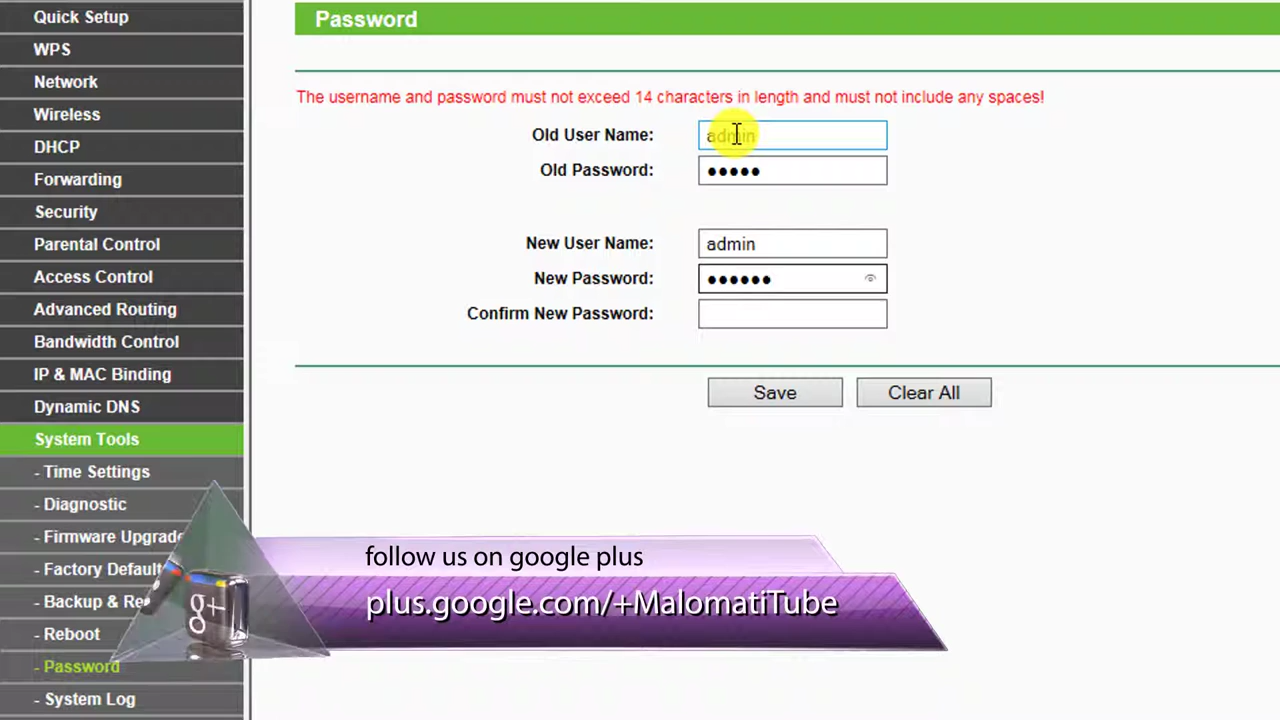 Quick Setup
WPS
Network
Wireless
DHCP
Forwarding
Security
Parental Control
Access Control
Advanced Routing
Bandwidth Control
IP & MAC Binding
Dynamic DNS
System Tools
- Time Settings
- Diagnostic
- Firmware Upgrade
- Factory Default
- Backup & Re
- Reboot
- Password
- System Log
Password
The username and password must not exceed 14 characters in length and must not include any spaces!
Old User Name: admin
Old Password: ●●●●●
New User Name: admin
New Password: ●●●●●●
Confirm New Password:
Save Clear All
g+
follow us on google plus
plus.google.com/+MalomatiTube